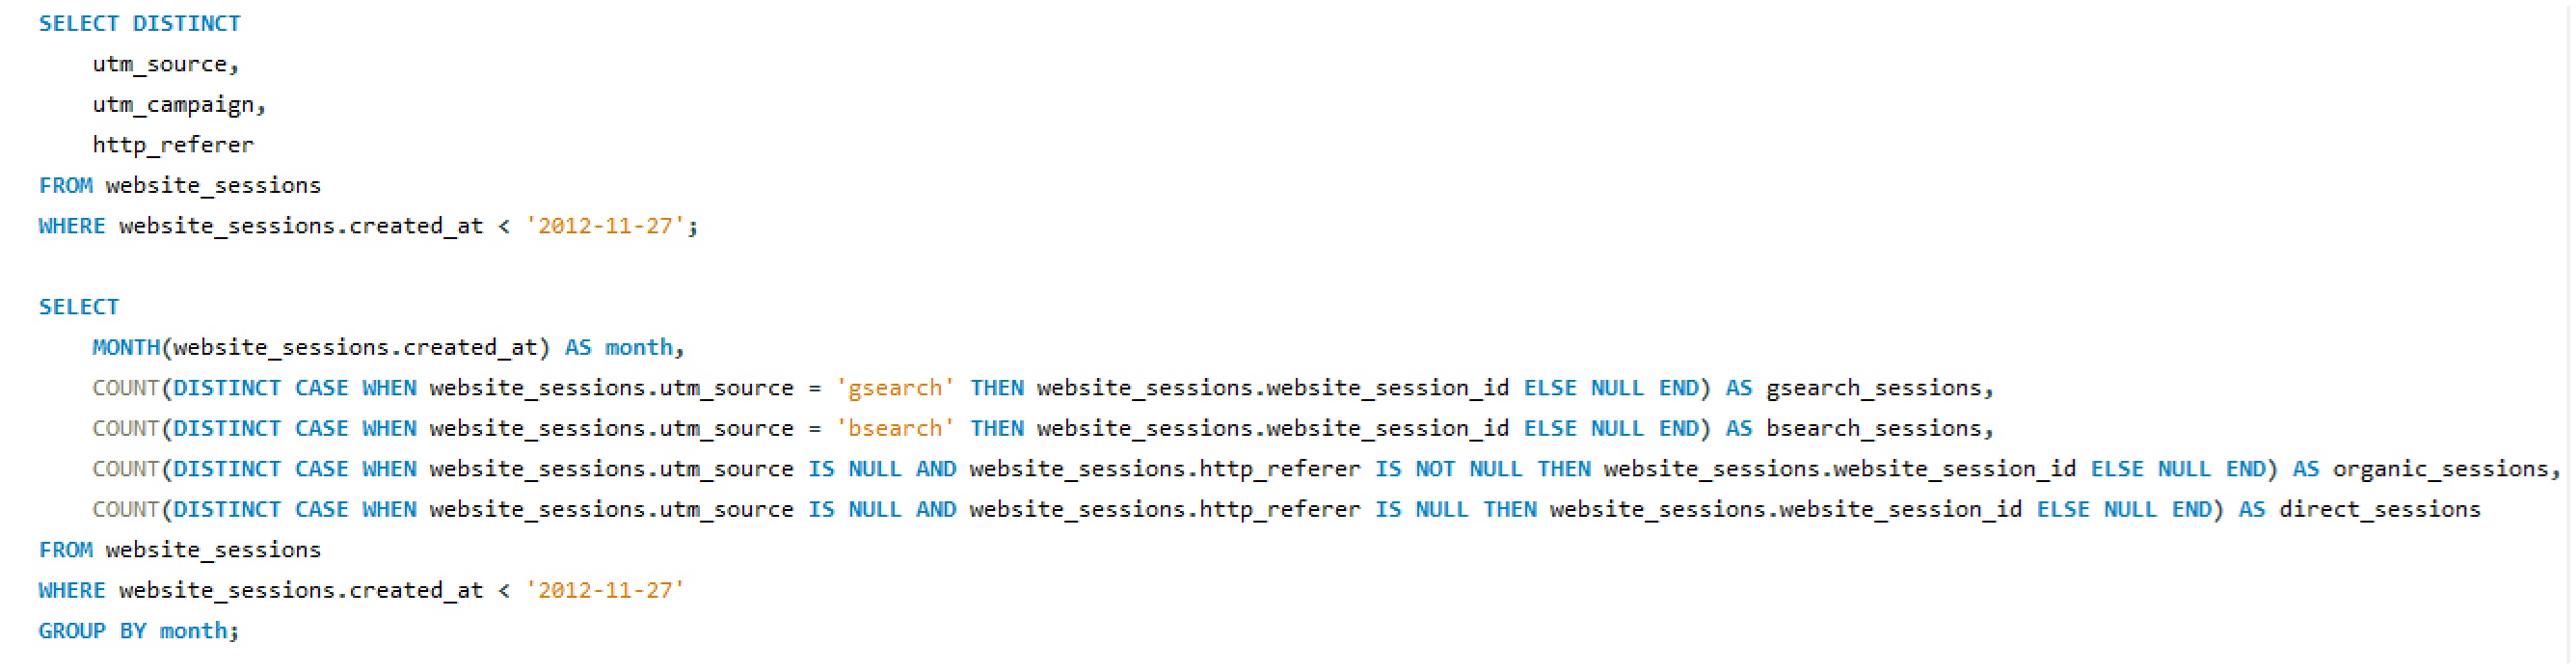 SELECT DISTINCT
    utm_source,
    utm_campaign,
    http_referer
FROM website_sessions
WHERE website_sessions.created_at < '2012-11-27';

SELECT
    MONTH(website_sessions.created_at) AS month,
    COUNT(DISTINCT CASE WHEN website_sessions.utm_source = 'gsearch' THEN website_sessions.website_session_id ELSE NULL END) AS gsearch_sessions,
    COUNT(DISTINCT CASE WHEN website_sessions.utm_source = 'bsearch' THEN website_sessions.website_session_id ELSE NULL END) AS bsearch_sessions,
    COUNT(DISTINCT CASE WHEN website_sessions.utm_source IS NULL AND website_sessions.http_referer IS NOT NULL THEN website_sessions.website_session_id ELSE NULL END) AS organic_sessions,
    COUNT(DISTINCT CASE WHEN website_sessions.utm_source IS NULL AND website_sessions.http_referer IS NULL THEN website_sessions.website_session_id ELSE NULL END) AS direct_sessions
FROM website_sessions
WHERE website_sessions.created_at < '2012-11-27'
GROUP BY month;